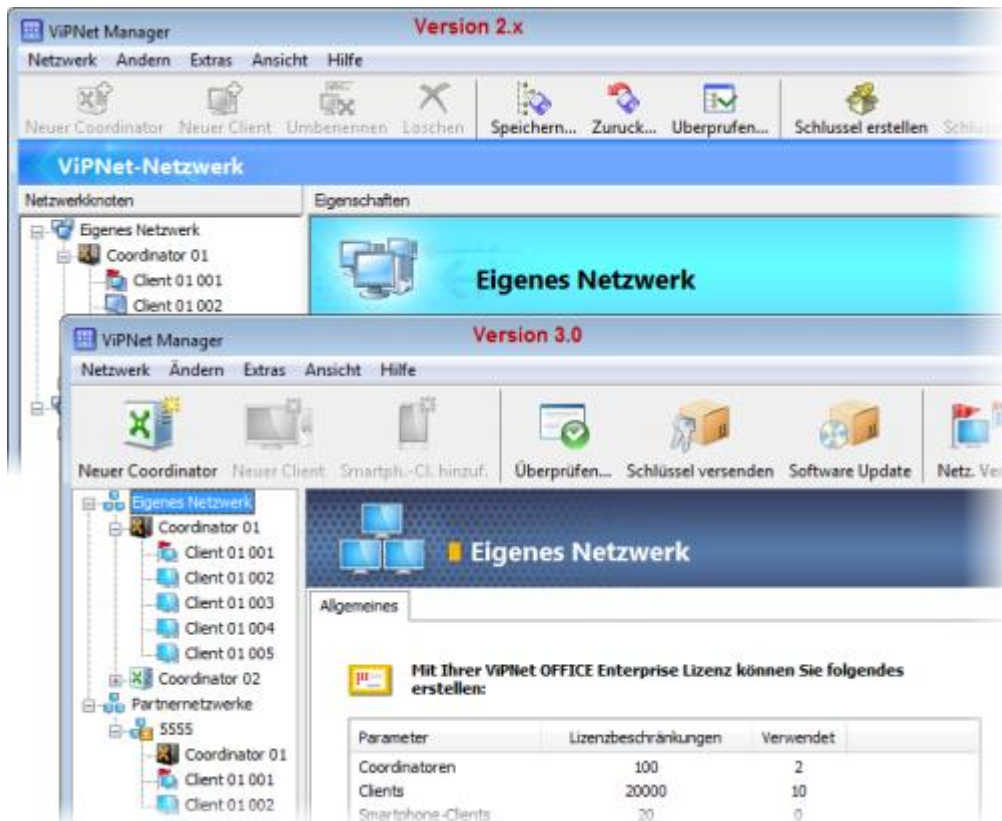 ViPNet Manager
Version 2.x
Netzwerk Andern Extras Ansicht Hilfe
Neuer Coordinator Neuer Client Umbenennen Loschen Speichern... Zuruck... Uberprufen... Schlussel erstellen
ViPNet-Netzwerk
Netzwerkknoten Eigenschaften
Eigenes Netzwerk
Coordinator 01
Client 01 001
Client 01 002
Eigenes Netzwerk
ViPNet Manager
Version 3.0
Netzwerk Ändern Extras Ansicht Hilfe
Neuer Coordinator Neuer Client Smartph.-Cl. hinzuf. Überprüfen... Schlüssel versenden Software Update Netz. Ver
Eigenes Netzwerk
Coordinator 01
Client 01 001
Client 01 002
Client 01 003
Client 01 004
Client 01 005
Coordinator 02
Partnernetzwerke
5555
Coordinator 01
Client 01 001
Client 01 002
Eigenes Netzwerk
Allgemeines
Mit Ihrer ViPNet OFFICE Enterprise Lizenz können Sie folgendes
erstellen:
Parameter Lizenzbeschränkungen Verwendet
Coordinatoren 100 2
Clients 20000 10
Smartphone-Clients 20 0